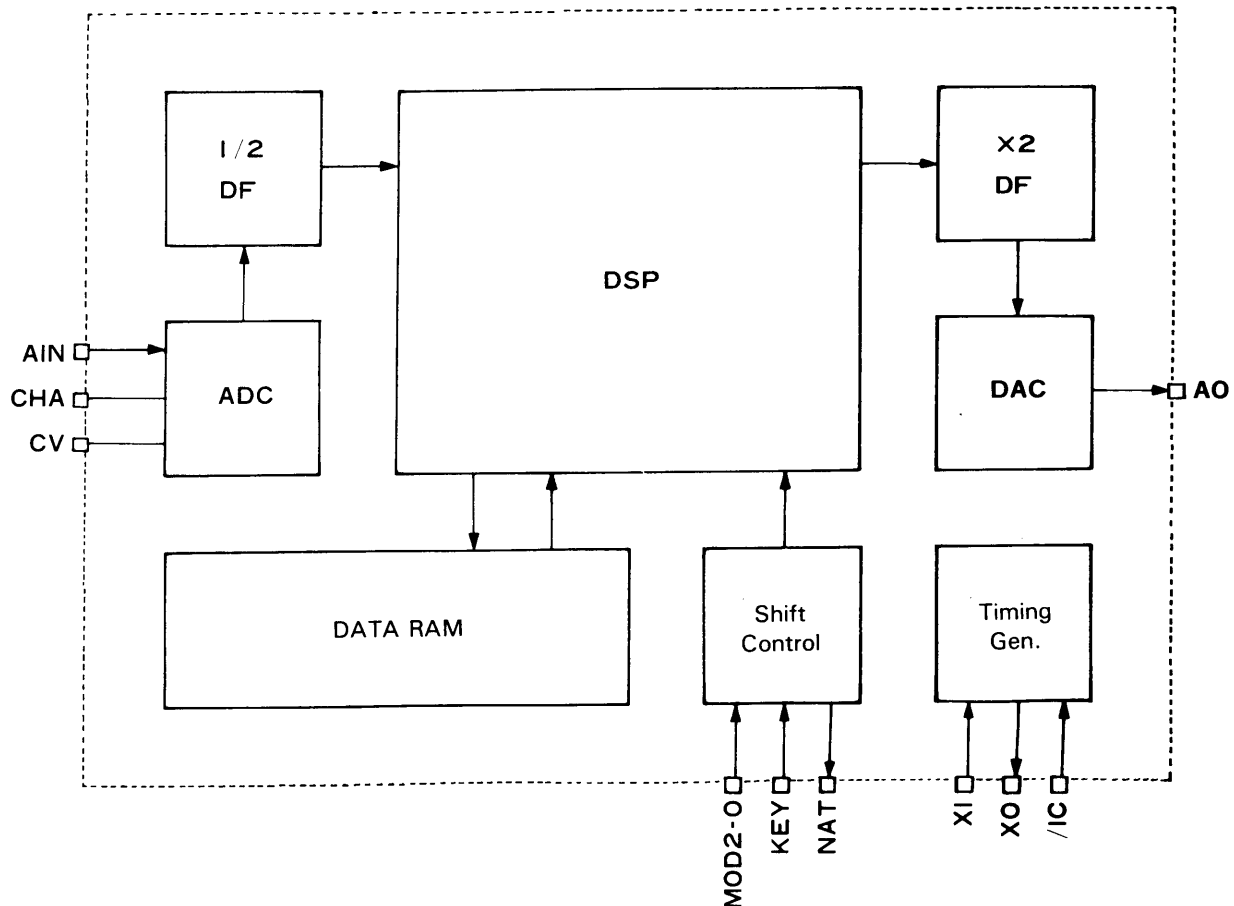 1/2
DF
DSP
X2
DF
AIN
CHA
CV
ADC
DAC
AO
DATA RAM
Shift
Control
Timing
Gen.
MOD2-0
KEY
NAT
XI
XO
/IC